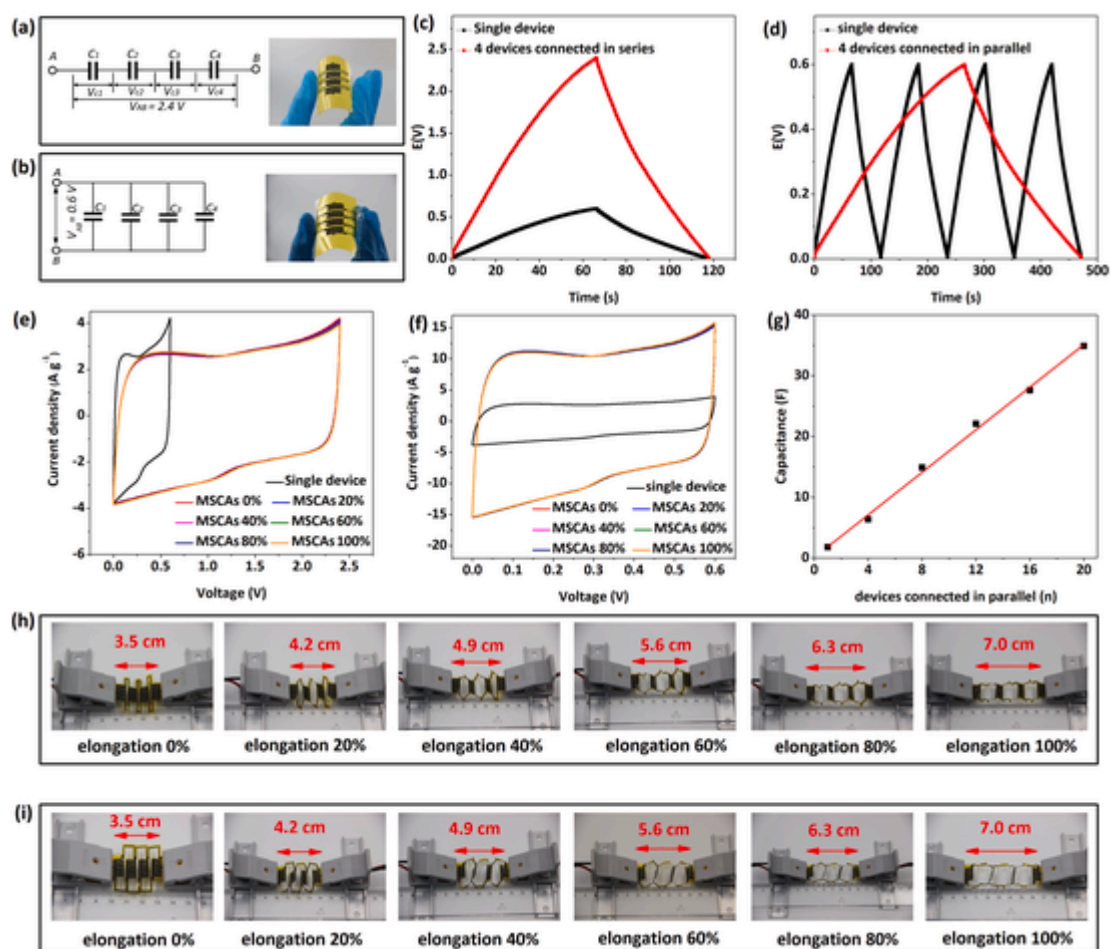 (a)
A
C1
C2
C3
C4
B
VC1
VC2
VC3
VC4
VAB = 2.4 V
(b)
A
VAB = 0.6 V
C1
C2
C3
C4
B
(c)
Single device
4 devices connected in series
2.5
2.0
1.5
1.0
0.5
0.0
E(V)
0 20 40 60 80 100 120
Time (s)
(d)
single device
4 devices connected in parallel
0.6
0.4
0.2
0.0
E(V)
0 100 200 300 400 500
Time (s)
(e)
4
2
0
-2
-4
-6
Current density (A g-1)
Single device
MSCAs 0% MSCAs 20%
MSCAs 40% MSCAs 60%
MSCAs 80% MSCAs 100%
0.0 0.5 1.0 1.5 2.0 2.5
Voltage (V)
(f)
15
10
5
0
-5
-10
-15
-20
Current density (A g-1)
single device
MSCAs 0% MSCAs 20%
MSCAs 40% MSCAs 60%
MSCAs 80% MSCAs 100%
0.0 0.1 0.2 0.3 0.4 0.5 0.6
Voltage (V)
(g)
40
30
20
10
0
Capacitance (F)
0 4 8 12 16 20
devices connected in parallel (n)
(h)
3.5 cm 4.2 cm 4.9 cm 5.6 cm 6.3 cm 7.0 cm
elongation 0% elongation 20% elongation 40% elongation 60% elongation 80% elongation 100%
(i)
3.5 cm 4.2 cm 4.9 cm 5.6 cm 6.3 cm 7.0 cm
elongation 0% elongation 20% elongation 40% elongation 60% elongation 80% elongation 100%